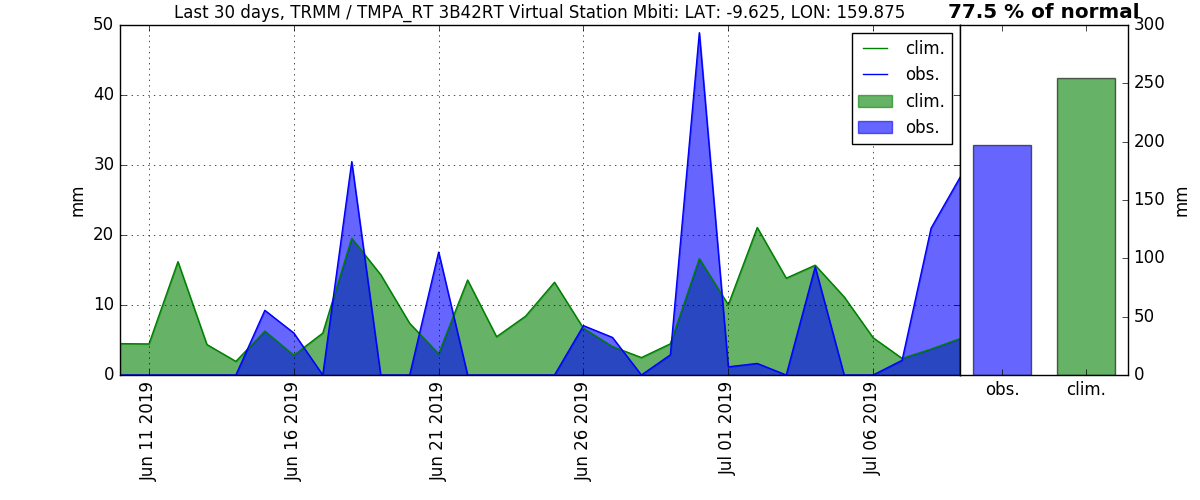 Last 30 days, TRMM / TMPA_RT 3B42RT Virtual Station Mbiti: LAT: -9.625, LON: 159.875
77.5 % of normal
50
40
30
20
10
0
mm
clim.
obs.
clim.
obs.
Jun 11 2019
Jun 16 2019
Jun 21 2019
Jun 26 2019
Jul 01 2019
Jul 06 2019
300
250
200
150
100
50
0
mm
obs.
clim.